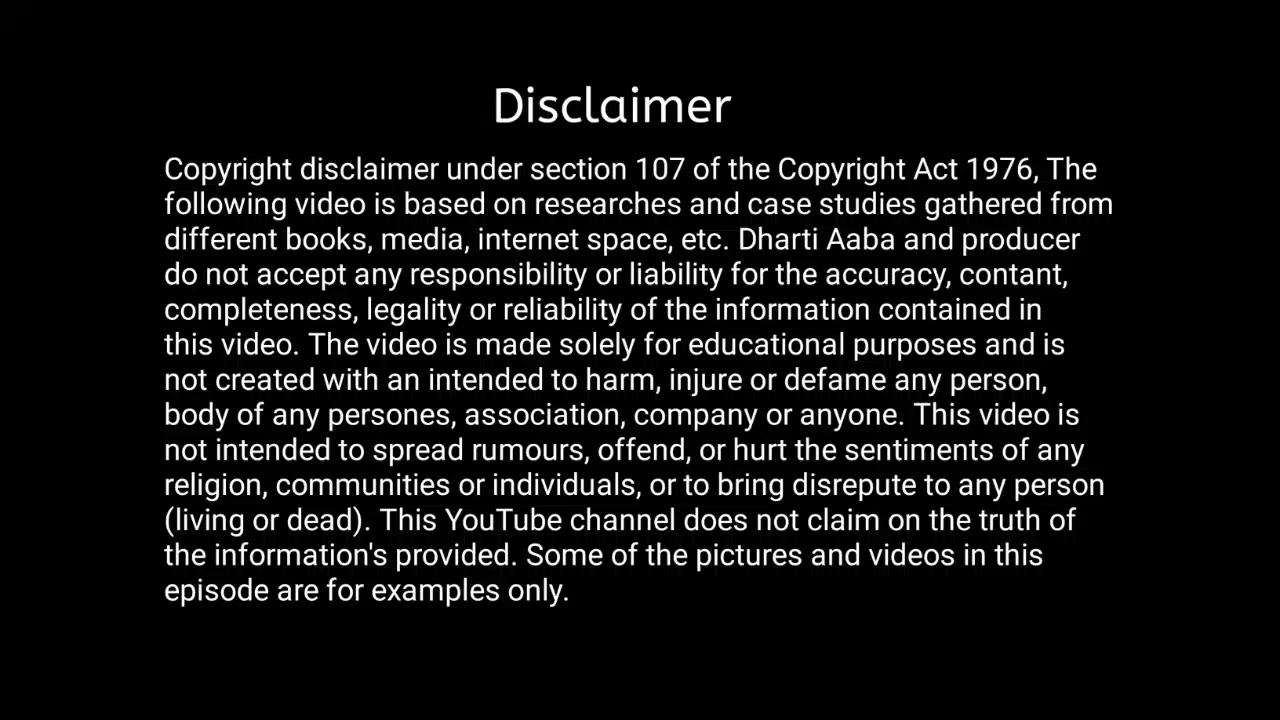 Disclaimer
Copyright disclaimer under section 107 of the Copyright Act 1976, The
following video is based on researches and case studies gathered from
different books, media, internet space, etc. Dharti Aaba and producer
do not accept any responsibility or liability for the accuracy, contant,
completeness, legality or reliability of the information contained in
this video. The video is made solely for educational purposes and is
not created with an intended to harm, injure or defame any person,
body of any persones, association, company or anyone. This video is
not intended to spread rumours, offend, or hurt the sentiments of any
religion, communities or individuals, or to bring disrepute to any person
(living or dead). This YouTube channel does not claim on the truth of
the information's provided. Some of the pictures and videos in this
episode are for examples only.